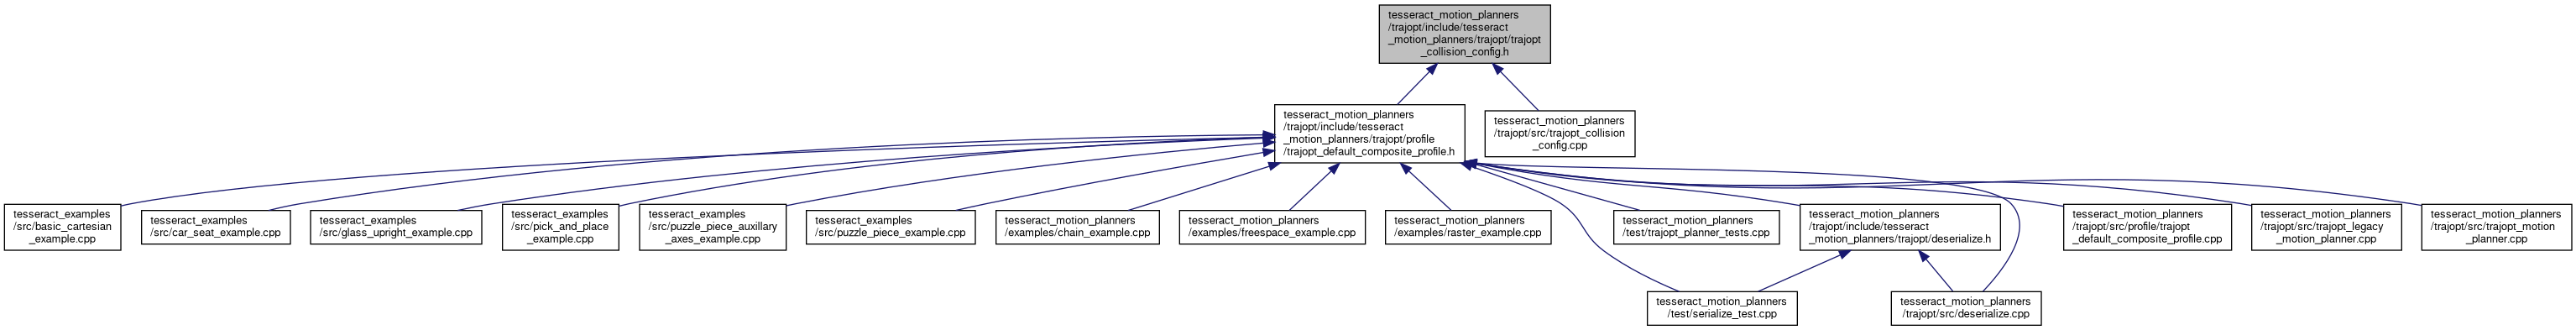 tesseract_motion_planners
/trajopt/include/tesseract
_motion_planners/trajopt/trajopt
_collision_config.h
tesseract_motion_planners
/trajopt/include/tesseract
_motion_planners/trajopt/profile
/trajopt_default_composite_profile.h
tesseract_motion_planners
/trajopt/src/trajopt_collision
_config.cpp
tesseract_examples
/src/basic_cartesian
_example.cpp
tesseract_examples
/src/car_seat_example.cpp
tesseract_examples
/src/glass_upright_example.cpp
tesseract_examples
/src/pick_and_place
_example.cpp
tesseract_examples
/src/puzzle_piece_auxillary
_axes_example.cpp
tesseract_examples
/src/puzzle_piece_example.cpp
tesseract_motion_planners
/examples/chain_example.cpp
tesseract_motion_planners
/examples/freespace_example.cpp
tesseract_motion_planners
/examples/raster_example.cpp
tesseract_motion_planners
/test/trajopt_planner_tests.cpp
tesseract_motion_planners
/trajopt/include/tesseract
_motion_planners/trajopt/deserialize.h
tesseract_motion_planners
/trajopt/src/profile/trajopt
_default_composite_profile.cpp
tesseract_motion_planners
/trajopt/src/trajopt_legacy
_motion_planner.cpp
tesseract_motion_planners
/trajopt/src/trajopt_motion
_planner.cpp
tesseract_motion_planners
/test/serialize_test.cpp
tesseract_motion_planners
/trajopt/src/deserialize.cpp